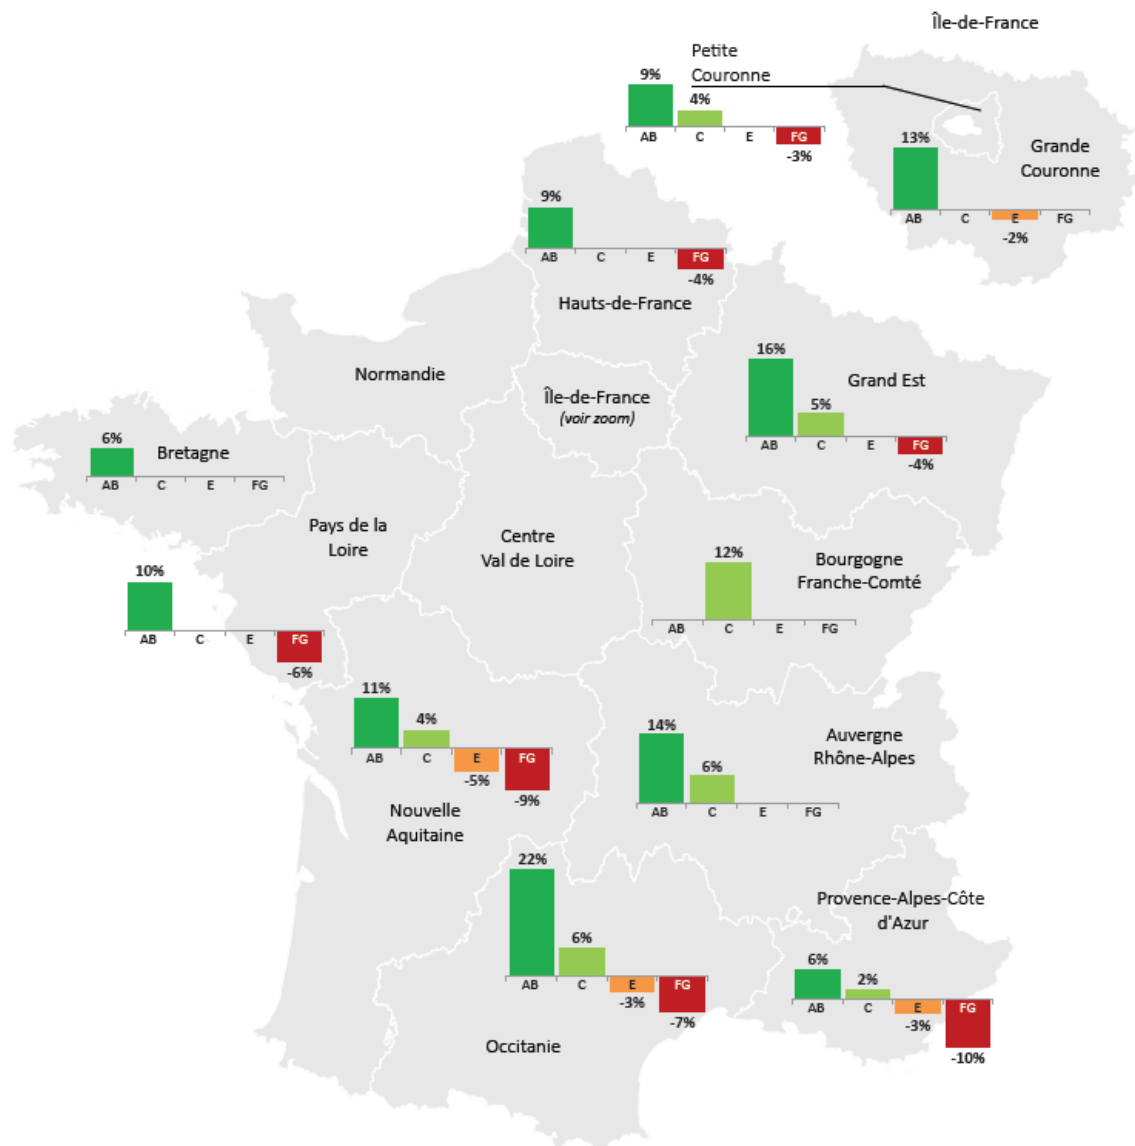 Île-de-France
Petite
Couronne
9%
4%
AB C E FG
-3%
13%
Grande
Couronne
AB C E FG
-2%
9%
AB C E FG
-4%
Hauts-de-France
Normandie
Île-de-France
(voir zoom)
16%
5%
Grand Est
AB C E FG
-4%
6%
Bretagne
AB C E FG
Pays de la
Loire
10%
AB C E FG
-6%
Centre
Val de Loire
12%
Bourgogne
Franche-Comté
AB C E FG
11%
4%
AB C E FG
-5%
-9%
Nouvelle
Aquitaine
14%
6%
AB C E FG
Auvergne
Rhône-Alpes
22%
6%
AB C E FG
-3%
-7%
Occitanie
Provence-Alpes-Côte
d'Azur
6%
2%
AB C E FG
-3%
-10%